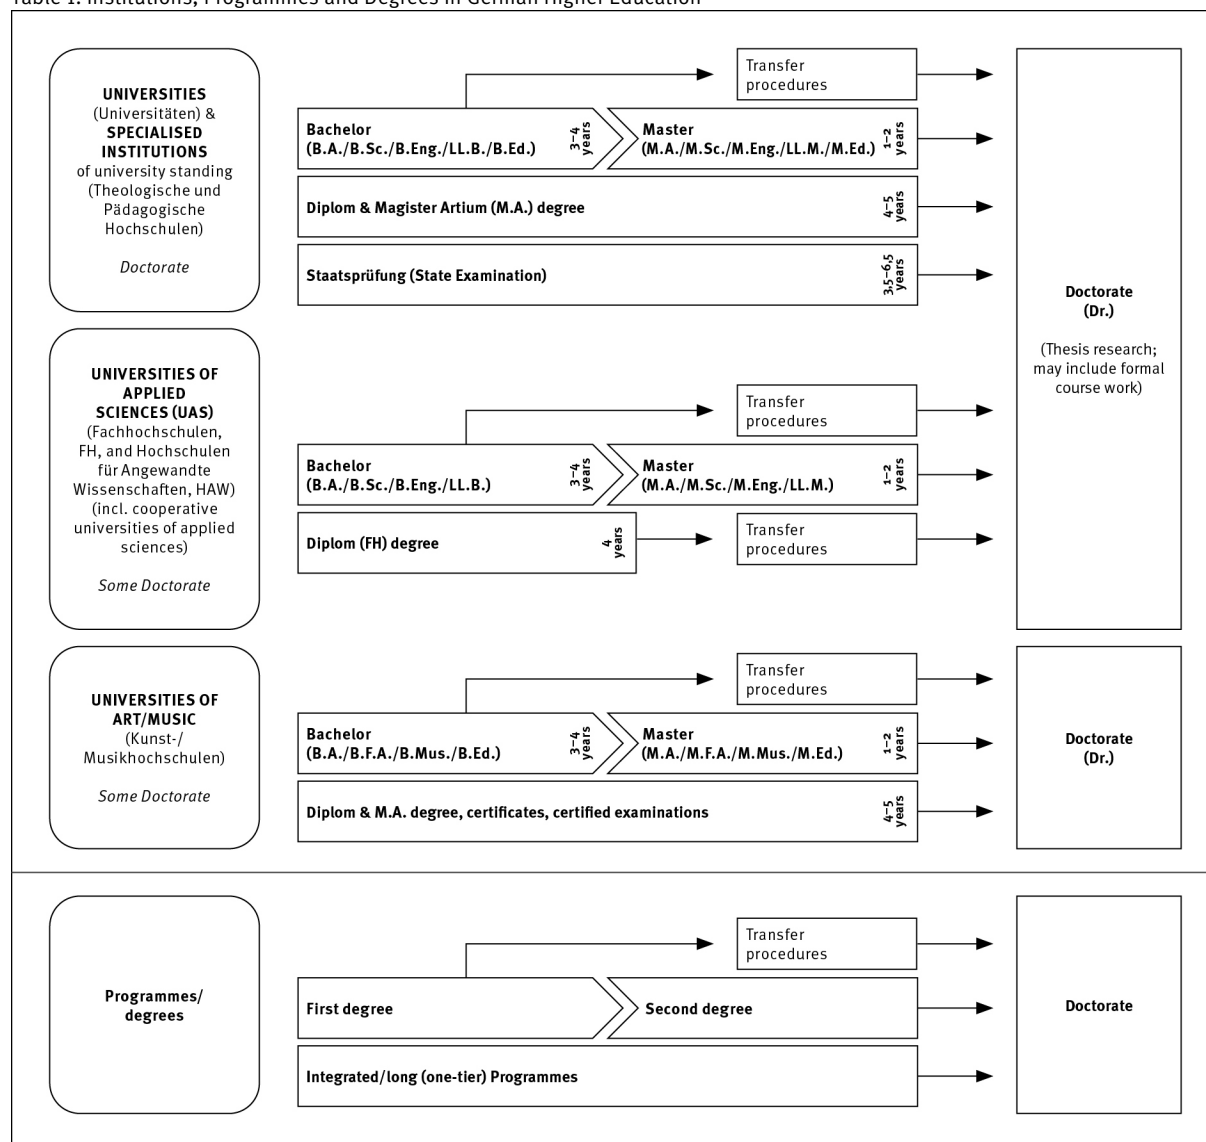 Table 1: Institutions, Programmes and Degrees in German Higher Education
UNIVERSITIES
(Universitäten) &
SPECIALISED
INSTITUTIONS
of university standing
(Theologische und
Pädagogische
Hochschulen)
Doctorate
Transfer
procedures
Bachelor
(B.A./B.Sc./B.Eng./LL.B./B.Ed.)
3–4
years
Master
(M.A./M.Sc./M.Eng./LL.M./M.Ed.)
1–2
years
Diplom & Magister Artium (M.A.) degree
4–5
years
Staatsprüfung (State Examination)
3,5–6,5
years
Doctorate
(Dr.)
(Thesis research;
may include formal
course work)
UNIVERSITIES OF
APPLIED
SCIENCES (UAS)
(Fachhochschulen,
FH, and Hochschulen
für Angewandte
Wissenschaften, HAW)
(incl. cooperative
universities of applied
sciences)
Some Doctorate
Transfer
procedures
Bachelor
(B.A./B.Sc./B.Eng./LL.B.)
3–4
years
Master
(M.A./M.Sc./M.Eng./LL.M.)
1–2
years
Diplom (FH) degree
4
years
Transfer
procedures
UNIVERSITIES OF
ART/MUSIC
(Kunst-/
Musikhochschulen)
Some Doctorate
Transfer
procedures
Bachelor
(B.A./B.F.A./B.Mus./B.Ed.)
3–4
years
Master
(M.A./M.F.A./M.Mus./M.Ed.)
1–2
years
Diplom & M.A. degree, certificates, certified examinations
4–5
years
Doctorate
(Dr.)
Programmes/
degrees
Transfer
procedures
First degree
Second degree
Integrated/long (one-tier) Programmes
Doctorate